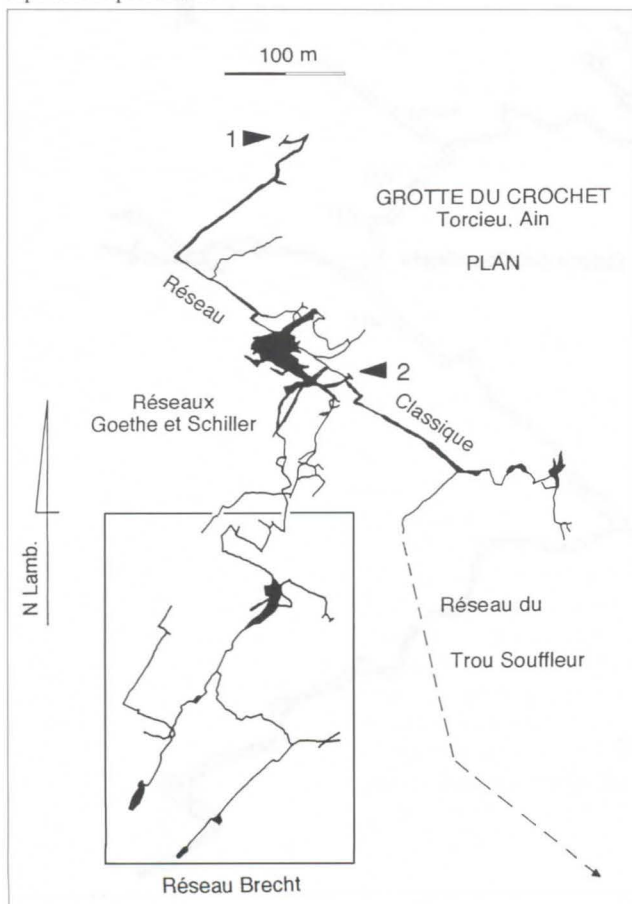 100 m
1
GROTTE DU CROCHET
Torcieu, Ain
PLAN
Réseau
2
Classique
Réseaux
Goethe et Schiller
N Lamb.
Réseau du
Trou Souffleur
Réseau Brecht